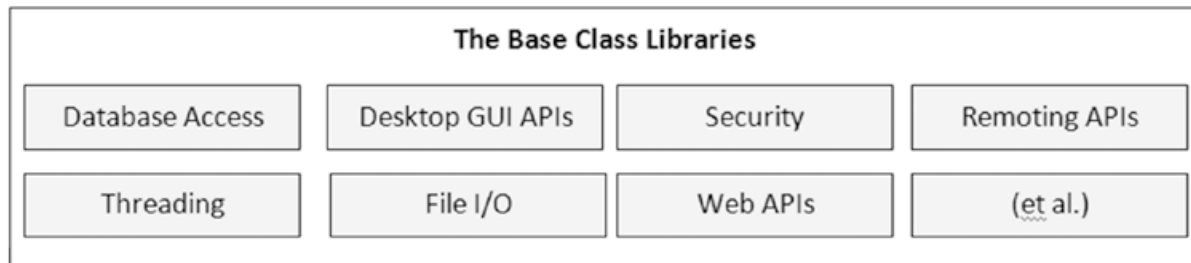 The Base Class Libraries
Database Access Desktop GUI APIs Security Remoting APIs
Threading File I/O Web APIs (et al.)